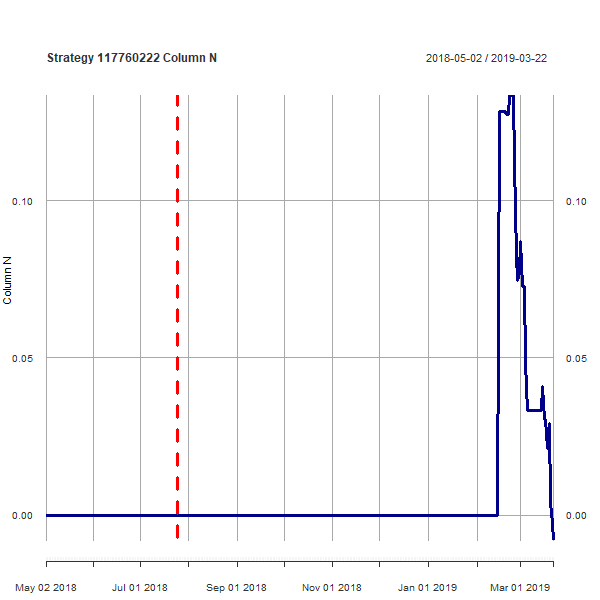 Strategy 117760222 Column N
2018-05-02 / 2019-03-22
Column N
0.10
0.05
0.00
0.10
0.05
0.00
May 02 2018
Jul 01 2018
Sep 01 2018
Nov 01 2018
Jan 01 2019
Mar 01 2019